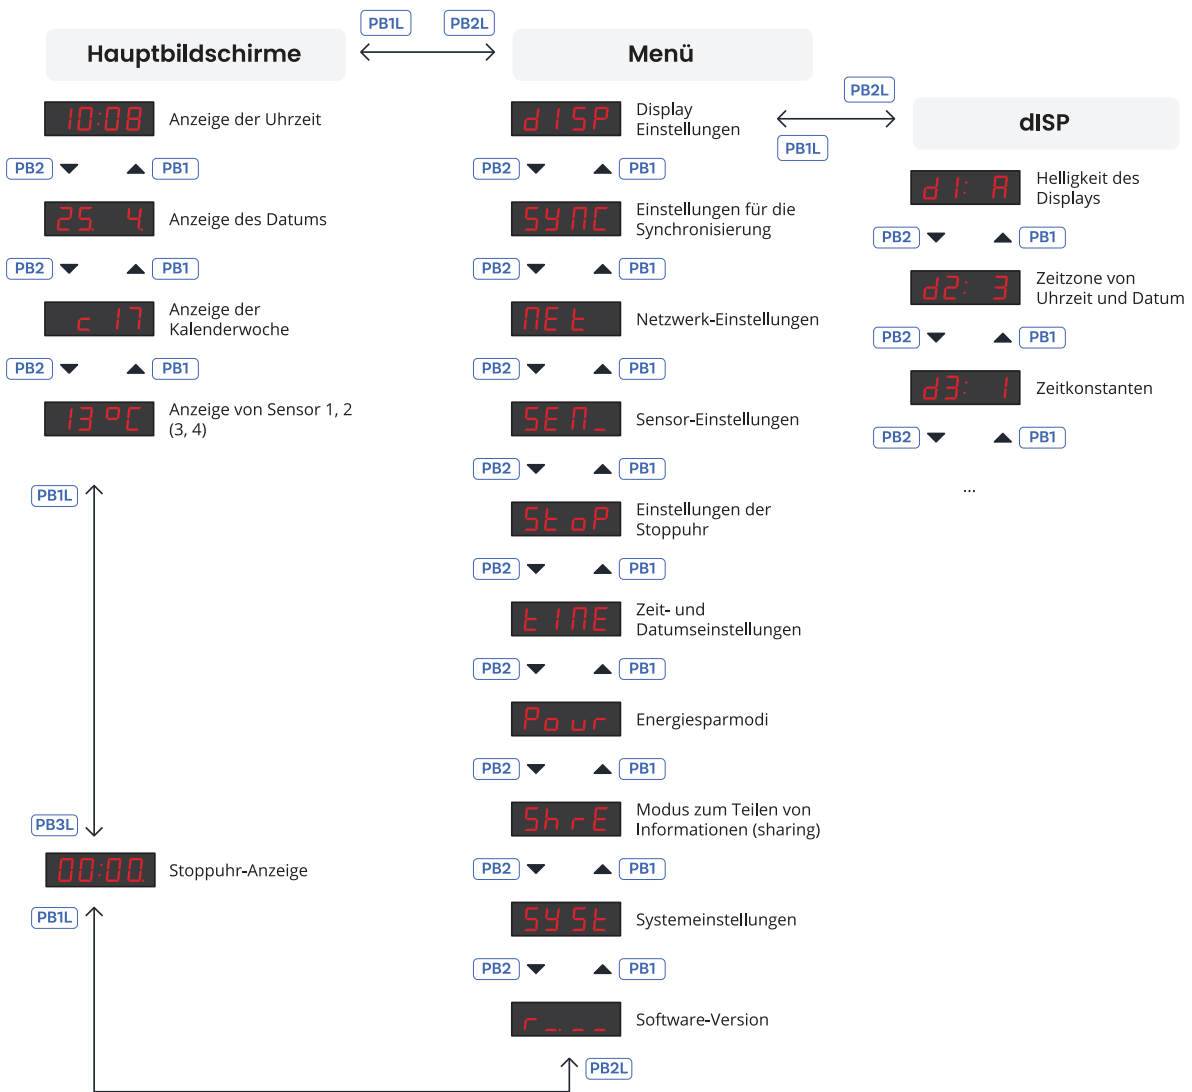 PB1L PB2L
Hauptbildschirme
Menü
10:08 Anzeige der Uhrzeit
PB2 PB1
25. 4. Anzeige des Datums
PB2 PB1
c 17 Anzeige der
Kalenderwoche
PB2 PB1
13 °C Anzeige von Sensor 1, 2
(3, 4)
PB1L
PB3L
00:00. Stoppuhr-Anzeige
PB1L
dISP Display
Einstellungen
PB2 PB1
SYNC Einstellungen für die
Synchronisierung
PB2 PB1
NEt Netzwerk-Einstellungen
PB2 PB1
SEN_ Sensor-Einstellungen
PB2 PB1
StoP Einstellungen der
Stoppuhr
PB2 PB1
tIME Zeit- und
Datumseinstellungen
PB2 PB1
Pour Energiesparmodi
PB2 PB1
ShrE Modus zum Teilen von
Informationen (sharing)
PB2 PB1
SYSt Systemeinstellungen
PB2 PB1
r_._ _ Software-Version
PB2L
PB2L
PB1L
dISP
d1: A Helligkeit des
Displays
PB2 PB1
d2: 3 Zeitzone von
Uhrzeit und Datum
PB2 PB1
d3: 1 Zeitkonstanten
PB2 PB1
...